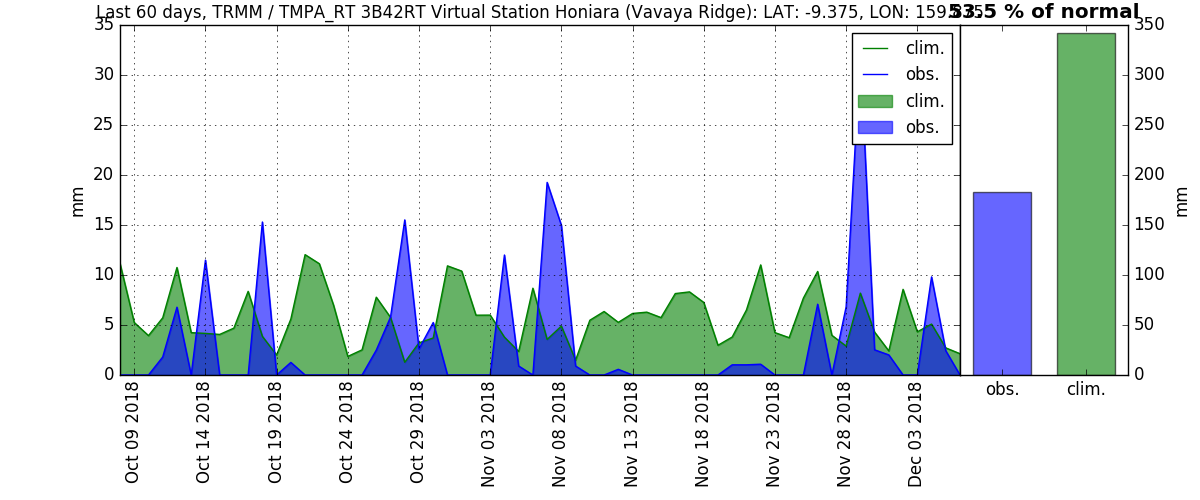 Last 60 days, TRMM / TMPA_RT 3B42RT Virtual Station Honiara (Vavaya Ridge): LAT: -9.375, LON:
53.5 % of normal
35
30
25
20
15
10
5
0
mm
clim.
obs.
clim.
obs.
350
300
250
200
150
100
50
0
mm
obs.
clim.
Oct 09 2018
Oct 14 2018
Oct 19 2018
Oct 24 2018
Oct 29 2018
Nov 03 2018
Nov 08 2018
Nov 13 2018
Nov 18 2018
Nov 23 2018
Nov 28 2018
Dec 03 2018